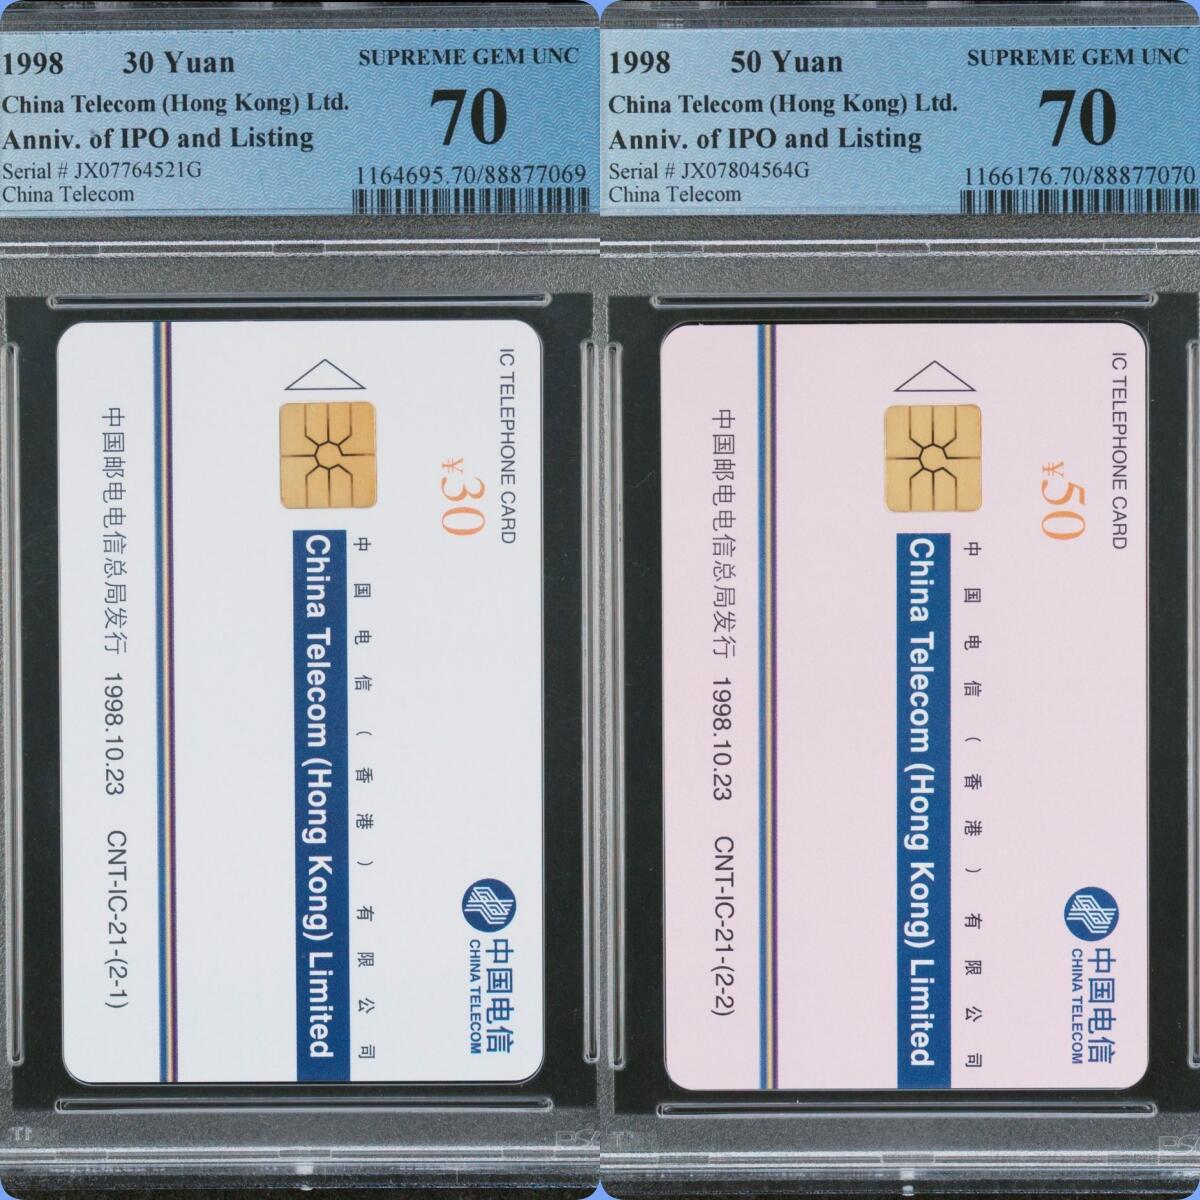 1998 30 Yuan
SUPREME GEM UNC
China Telecom (Hong Kong) Ltd.
70
Anniv. of IPO and Listing
Serial # JX07764521G
1164695.70/88877069
China Telecom
IC TELEPHONE CARD
¥30
中国电信(香港)有限公司
China Telecom (Hong Kong) Limited
中国电信
CHINA TELECOM
中国邮电电信总局发行 1998.10.23 CNT-IC-21-(2-1)
1998 50 Yuan
SUPREME GEM UNC
China Telecom (Hong Kong) Ltd.
70
Anniv. of IPO and Listing
Serial # JX07804564G
1166176.70/88877070
China Telecom
IC TELEPHONE CARD
¥50
中国电信(香港)有限公司
China Telecom (Hong Kong) Limited
中国电信
CHINA TELECOM
中国邮电电信总局发行 1998.10.23 CNT-IC-21-(2-2)